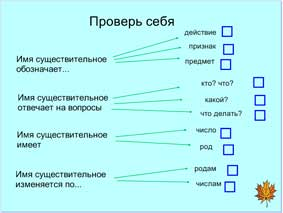 Проверь себя
действие
признак
предмет
Имя существительное
обозначает...
кто? что?
какой?
что делать?
Имя существительное
отвечает на вопросы
число
род
Имя существительное
имеет
родам
числам
Имя существительное
изменяется по...